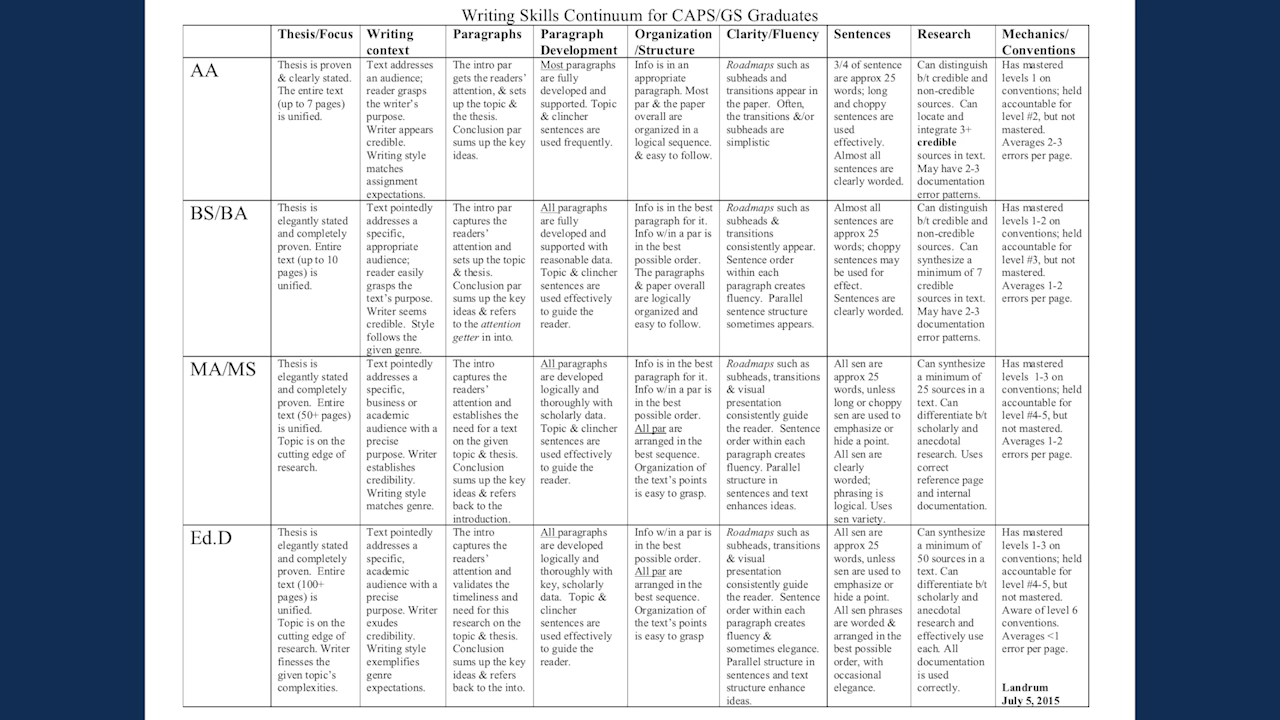 Writing Skills Continuum for CAPS/GS Graduates
Thesis/Focus
Writing
context
Paragraphs
Paragraph
Development
Organization
/Structure
Clarity/Fluency
Sentences
Research
Mechanics/
Conventions
AA
Thesis is proven
& clearly stated.
The entire text
(up to 7 pages)
is unified.
Text addresses
an audience;
reader grasps
the writer's
purpose.
Writer appears
credible.
Writing style
matches
assignment
expectations.
The intro par
gets the readers'
attention, & sets
up the topic &
the thesis.
Conclusion par
sums up the key
ideas.
Most paragraphs
are fully
developed and
supported. Topic
& clincher
sentences are
used frequently.
Info is in an
appropriate
paragraph. Most
par & the paper
overall are
organized in a
logical sequence.
& easy to follow.
Roadmaps such as
subheads and
transitions appear in
the paper. Often,
the transitions &/or
subheads are
simplistic
3/4 of sentence
are approx 25
words; long
and choppy
sentences are
used
effectively.
Almost all
sentences are
clearly worded.
Can distinguish
b/t credible and
non-credible
sources. Can
locate and
integrate 3+
credible
sources in text.
May have 2-3
documentation
error patterns.
Has mastered
levels 1 on
conventions; held
accountable for
level #2, but not
mastered.
Averages 2-3
errors per page.
BS/BA
Thesis is
elegantly stated
and completely
proven. Entire
text (up to 10
pages) is
unified.
Text pointedly
addresses a
specific,
appropriate
audience;
reader easily
grasps the
text's purpose.
Writer seems
credible. Style
follows the
given genre.
The intro par
captures the
readers'
attention and
sets up the topic
& thesis.
Conclusion par
sums up the key
ideas & refers
to the attention
getter in into.
All paragraphs
are fully
developed and
supported with
reasonable data.
Topic & clincher
sentences are
used effectively
to guide the
reader.
Info is in the best
paragraph for it.
Info w/in a par is
in the best
possible order.
The paragraphs
& paper overall
are logically
organized and
easy to follow.
Roadmaps such as
subheads &
transitions
consistently appear.
Sentence order
within each
paragraph creates
fluency. Parallel
sentence structure
sometimes appears.
Almost all
sentences are
approx 25
words; choppy
sentences may
be used for
effect.
Sentences are
clearly worded.
Can distinguish
b/t credible and
non-credible
sources. Can
synthesize a
minimum of 7
credible
sources in text.
May have 2-3
documentation
error patterns.
Has mastered
levels 1-2 on
conventions; held
accountable for
level #3, but not
mastered.
Averages 1-2
errors per page.
MA/MS
Thesis is
elegantly stated
and completely
proven. Entire
text (50+ pages)
is unified.
Topic is on the
cutting edge of
research.
Text pointedly
addresses a
specific,
business or
academic
audience with a
precise
purpose. Writer
establishes
credibility.
Writing style
matches genre.
The intro
captures the
readers'
attention and
establishes the
need for a text
on the given
topic & thesis.
Conclusion
sums up the key
ideas & refers
back to the
introduction.
All paragraphs
are developed
logically and
thoroughly with
scholarly data.
Topic & clincher
sentences are
used effectively
to guide the
reader.
Info is in the best
paragraph for it.
Info w/in a par is in
the best
possible order.
All par are
arranged in the
best sequence.
Organization of
the text's points
is easy to grasp.
Roadmaps such as
subheads, transitions
& visual
presentation
consistently guide
the reader. Sentence
order within each
paragraph creates
fluency. Parallel
structure in
sentences and text
enhances ideas.
All sen are
approx 25
words, unless
long or choppy
sen are used to
emphasize or
hide a point.
All sen are
clearly
worded;
phrasing is
logical. Uses
sen variety.
Can synthesize
a minimum of
25 sources in a
text. Can
differentiate b/t
scholarly and
anecdotal
research. Uses
correct
reference page
and internal
documentation.
Has mastered
levels 1-3 on
conventions; held
accountable for
level #4-5, but
not mastered.
Averages 1-2
errors per page.
Ed.D
Thesis is
elegantly stated
and completely
proven. Entire
text (100+
pages) is
unified.
Topic is on the
cutting edge of
research. Writer
finesses the
given topic's
complexities.
Text pointedly
addresses a
specific,
academic
audience with a
precise
purpose. Writer
exudes
credibility.
Writing style
exemplifies
genre
expectations.
The intro
captures the
readers'
attention and
validates the
timeliness and
need for this
research on the
topic & thesis.
Conclusion
sums up the key
ideas & refers
back to the into.
All paragraphs
are developed
logically and
thoroughly with
key, scholarly
data. Topic &
clincher
sentences are
used effectively
to guide the
reader.
Info w/in a par is
in the best
possible order.
All par are
arranged in the
best sequence.
Organization of
the text's points
is easy to grasp
Roadmaps such as
subheads, transitions
& visual
presentation
consistently guide
the reader. Sentence
order within each
paragraph creates
fluency &
sometimes elegance.
Parallel structure in
sentences and text
structure enhance
ideas.
All sen are
approx 25
words, unless
sen are used to
emphasize or
hide a point.
All sen phrases
are worded &
arranged in the
best possible
order, with
occasional
elegance.
Can synthesize
a minimum of
50 sources in a
text. Can
differentiate b/t
scholarly and
anecdotal
research and
effectively use
each. All
documentation
is used
correctly.
Has mastered
levels 1-3 on
conventions; held
accountable for
level #4-5, but
not mastered.
Aware of level 6
conventions.
Averages <1
error per page.
Landrum
July 5, 2015